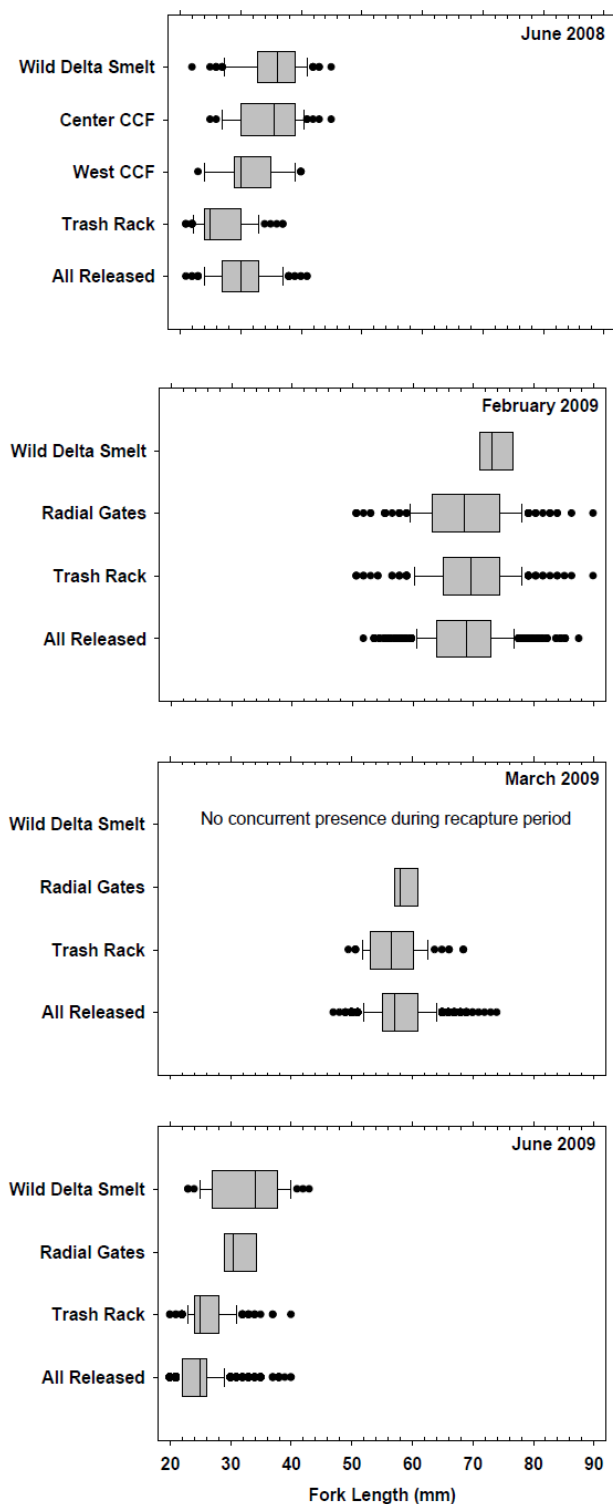 June 2008
Wild Delta Smelt
Center CCF
West CCF
Trash Rack
All Released
February 2009
Wild Delta Smelt
Radial Gates
Trash Rack
All Released
March 2009
Wild Delta Smelt
No concurrent presence during recapture period
Radial Gates
Trash Rack
All Released
June 2009
Wild Delta Smelt
Radial Gates
Trash Rack
All Released
20 30 40 50 60 70 80 90
Fork Length (mm)